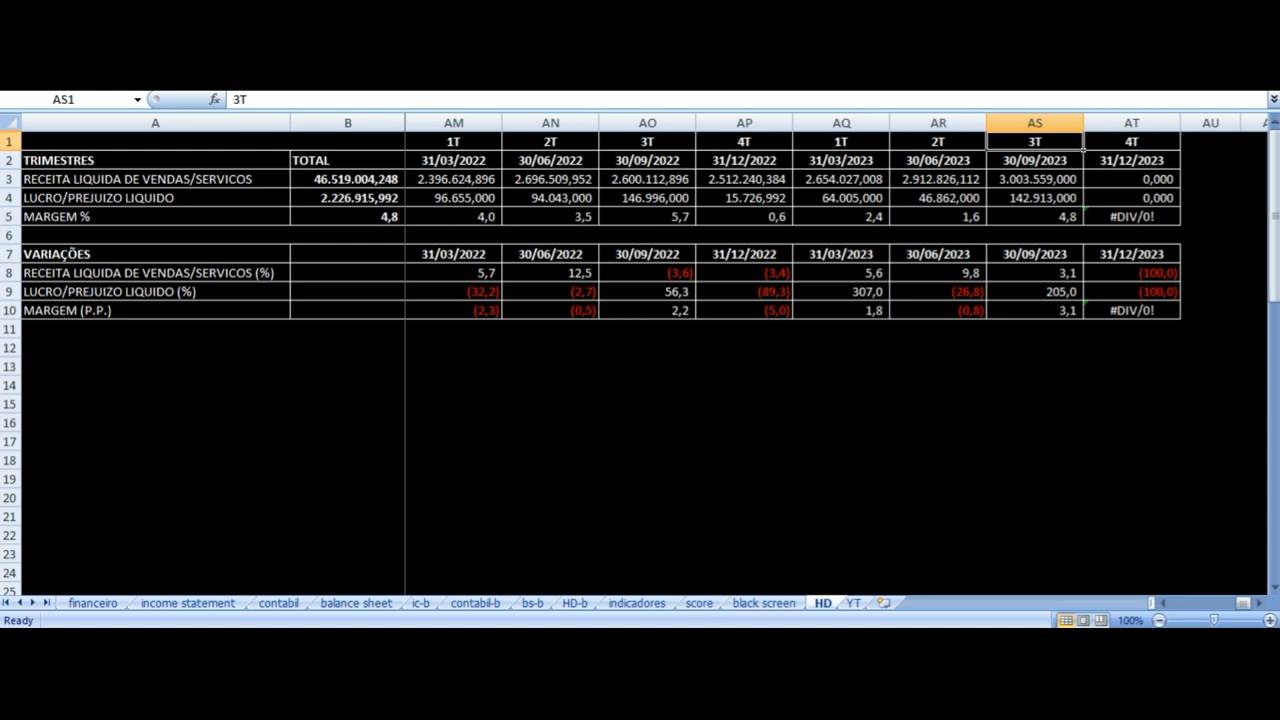 AS1 fx 3T
A B AM AN AO AP AQ AR AS AT AU
1 1T 2T 3T 4T 1T 2T 3T 4T
2 TRIMESTRES TOTAL 31/03/2022 30/06/2022 30/09/2022 31/12/2022 31/03/2023 30/06/2023 30/09/2023 31/12/2023
3 RECEITA LIQUIDA DE VENDAS/SERVICOS 46.519.004,248 2.396.624,896 2.696.509,952 2.600.112,896 2.512.240,384 2.654.027,008 2.912.826,112 3.003.559,000 0,000
4 LUCRO/PREJUIZO LIQUIDO 2.226.915,992 96.655,000 94.043,000 146.996,000 15.726,992 64.005,000 46.862,000 142.913,000 0,000
5 MARGEM % 4,8 4,0 3,5 5,7 0,6 2,4 1,6 4,8 #DIV/0!
6
7 VARIAÇÕES 31/03/2022 30/06/2022 30/09/2022 31/12/2022 31/03/2023 30/06/2023 30/09/2023 31/12/2023
8 RECEITA LIQUIDA DE VENDAS/SERVICOS (%) 5,7 12,5 (3,6) (3,4) 5,6 9,8 3,1 (100,0)
9 LUCRO/PREJUIZO LIQUIDO (%) (32,2) (2,7) 56,3 (89,3) 307,0 (26,8) 205,0 (100,0)
10 MARGEM (P.P.) (2,3) (0,5) 2,2 (5,0) 1,8 (0,8) 3,1 #DIV/0!
11
12
13
14
15
16
17
18
19
20
21
22
23
24
25
financeiro income statement contabil balance sheet ic-b contabil-b bs-b HD-b indicadores score black screen HD YT
Ready 100%